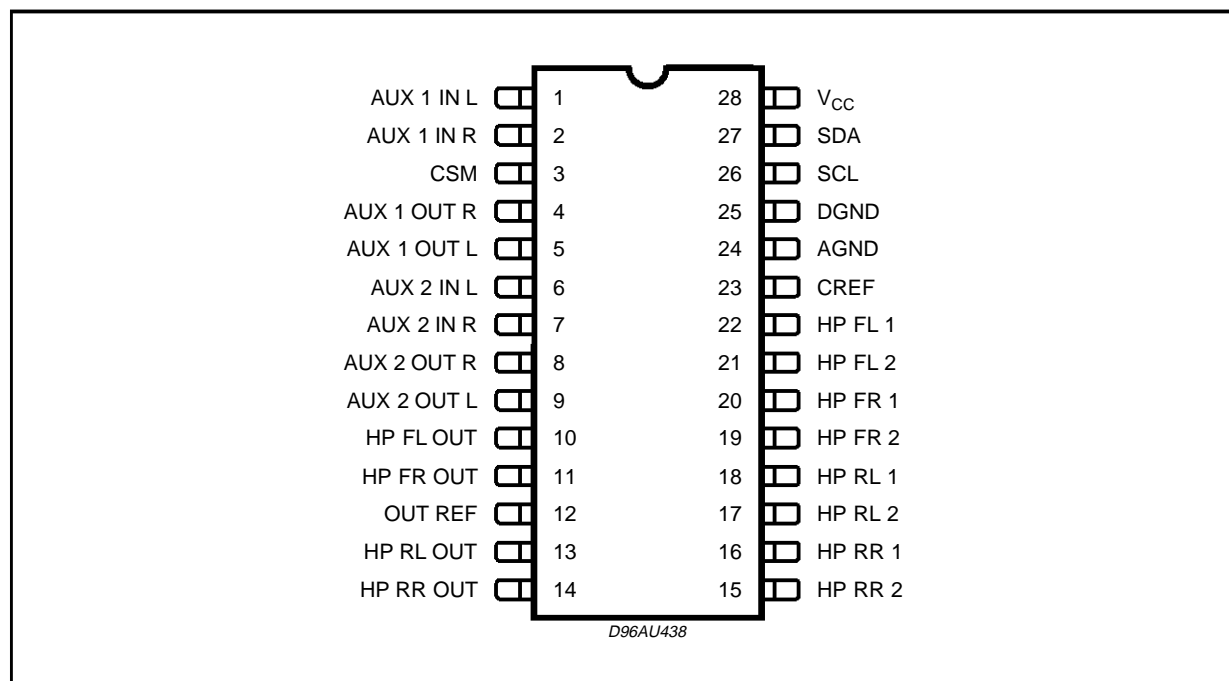 AUX 1 IN L 1 28 VCC
AUX 1 IN R 2 27 SDA
CSM 3 26 SCL
AUX 1 OUT R 4 25 DGND
AUX 1 OUT L 5 24 AGND
AUX 2 IN L 6 23 CREF
AUX 2 IN R 7 22 HP FL 1
AUX 2 OUT R 8 21 HP FL 2
AUX 2 OUT L 9 20 HP FR 1
HP FL OUT 10 19 HP FR 2
HP FR OUT 11 18 HP RL 1
OUT REF 12 17 HP RL 2
HP RL OUT 13 16 HP RR 1
HP RR OUT 14 15 HP RR 2
D96AU438